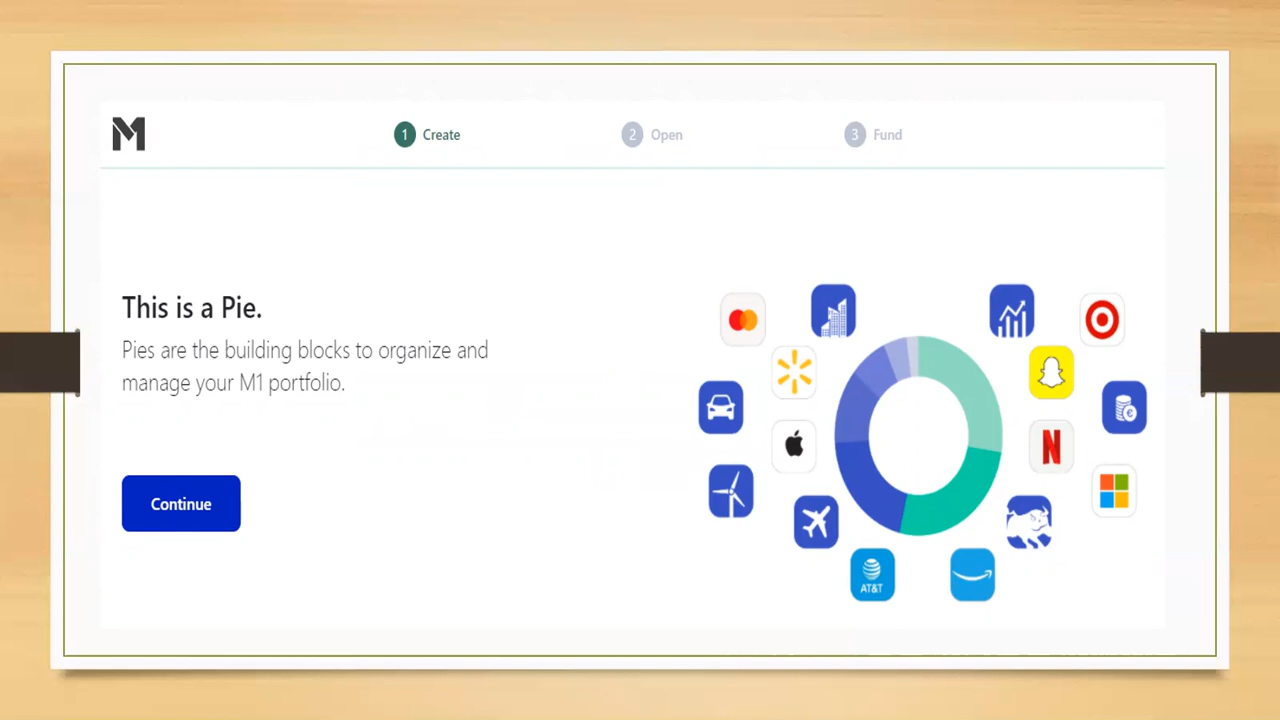 M
1 Create
2 Open
3 Fund
This is a Pie.
Pies are the building blocks to organize and
manage your M1 portfolio.
Continue
N
AT&T